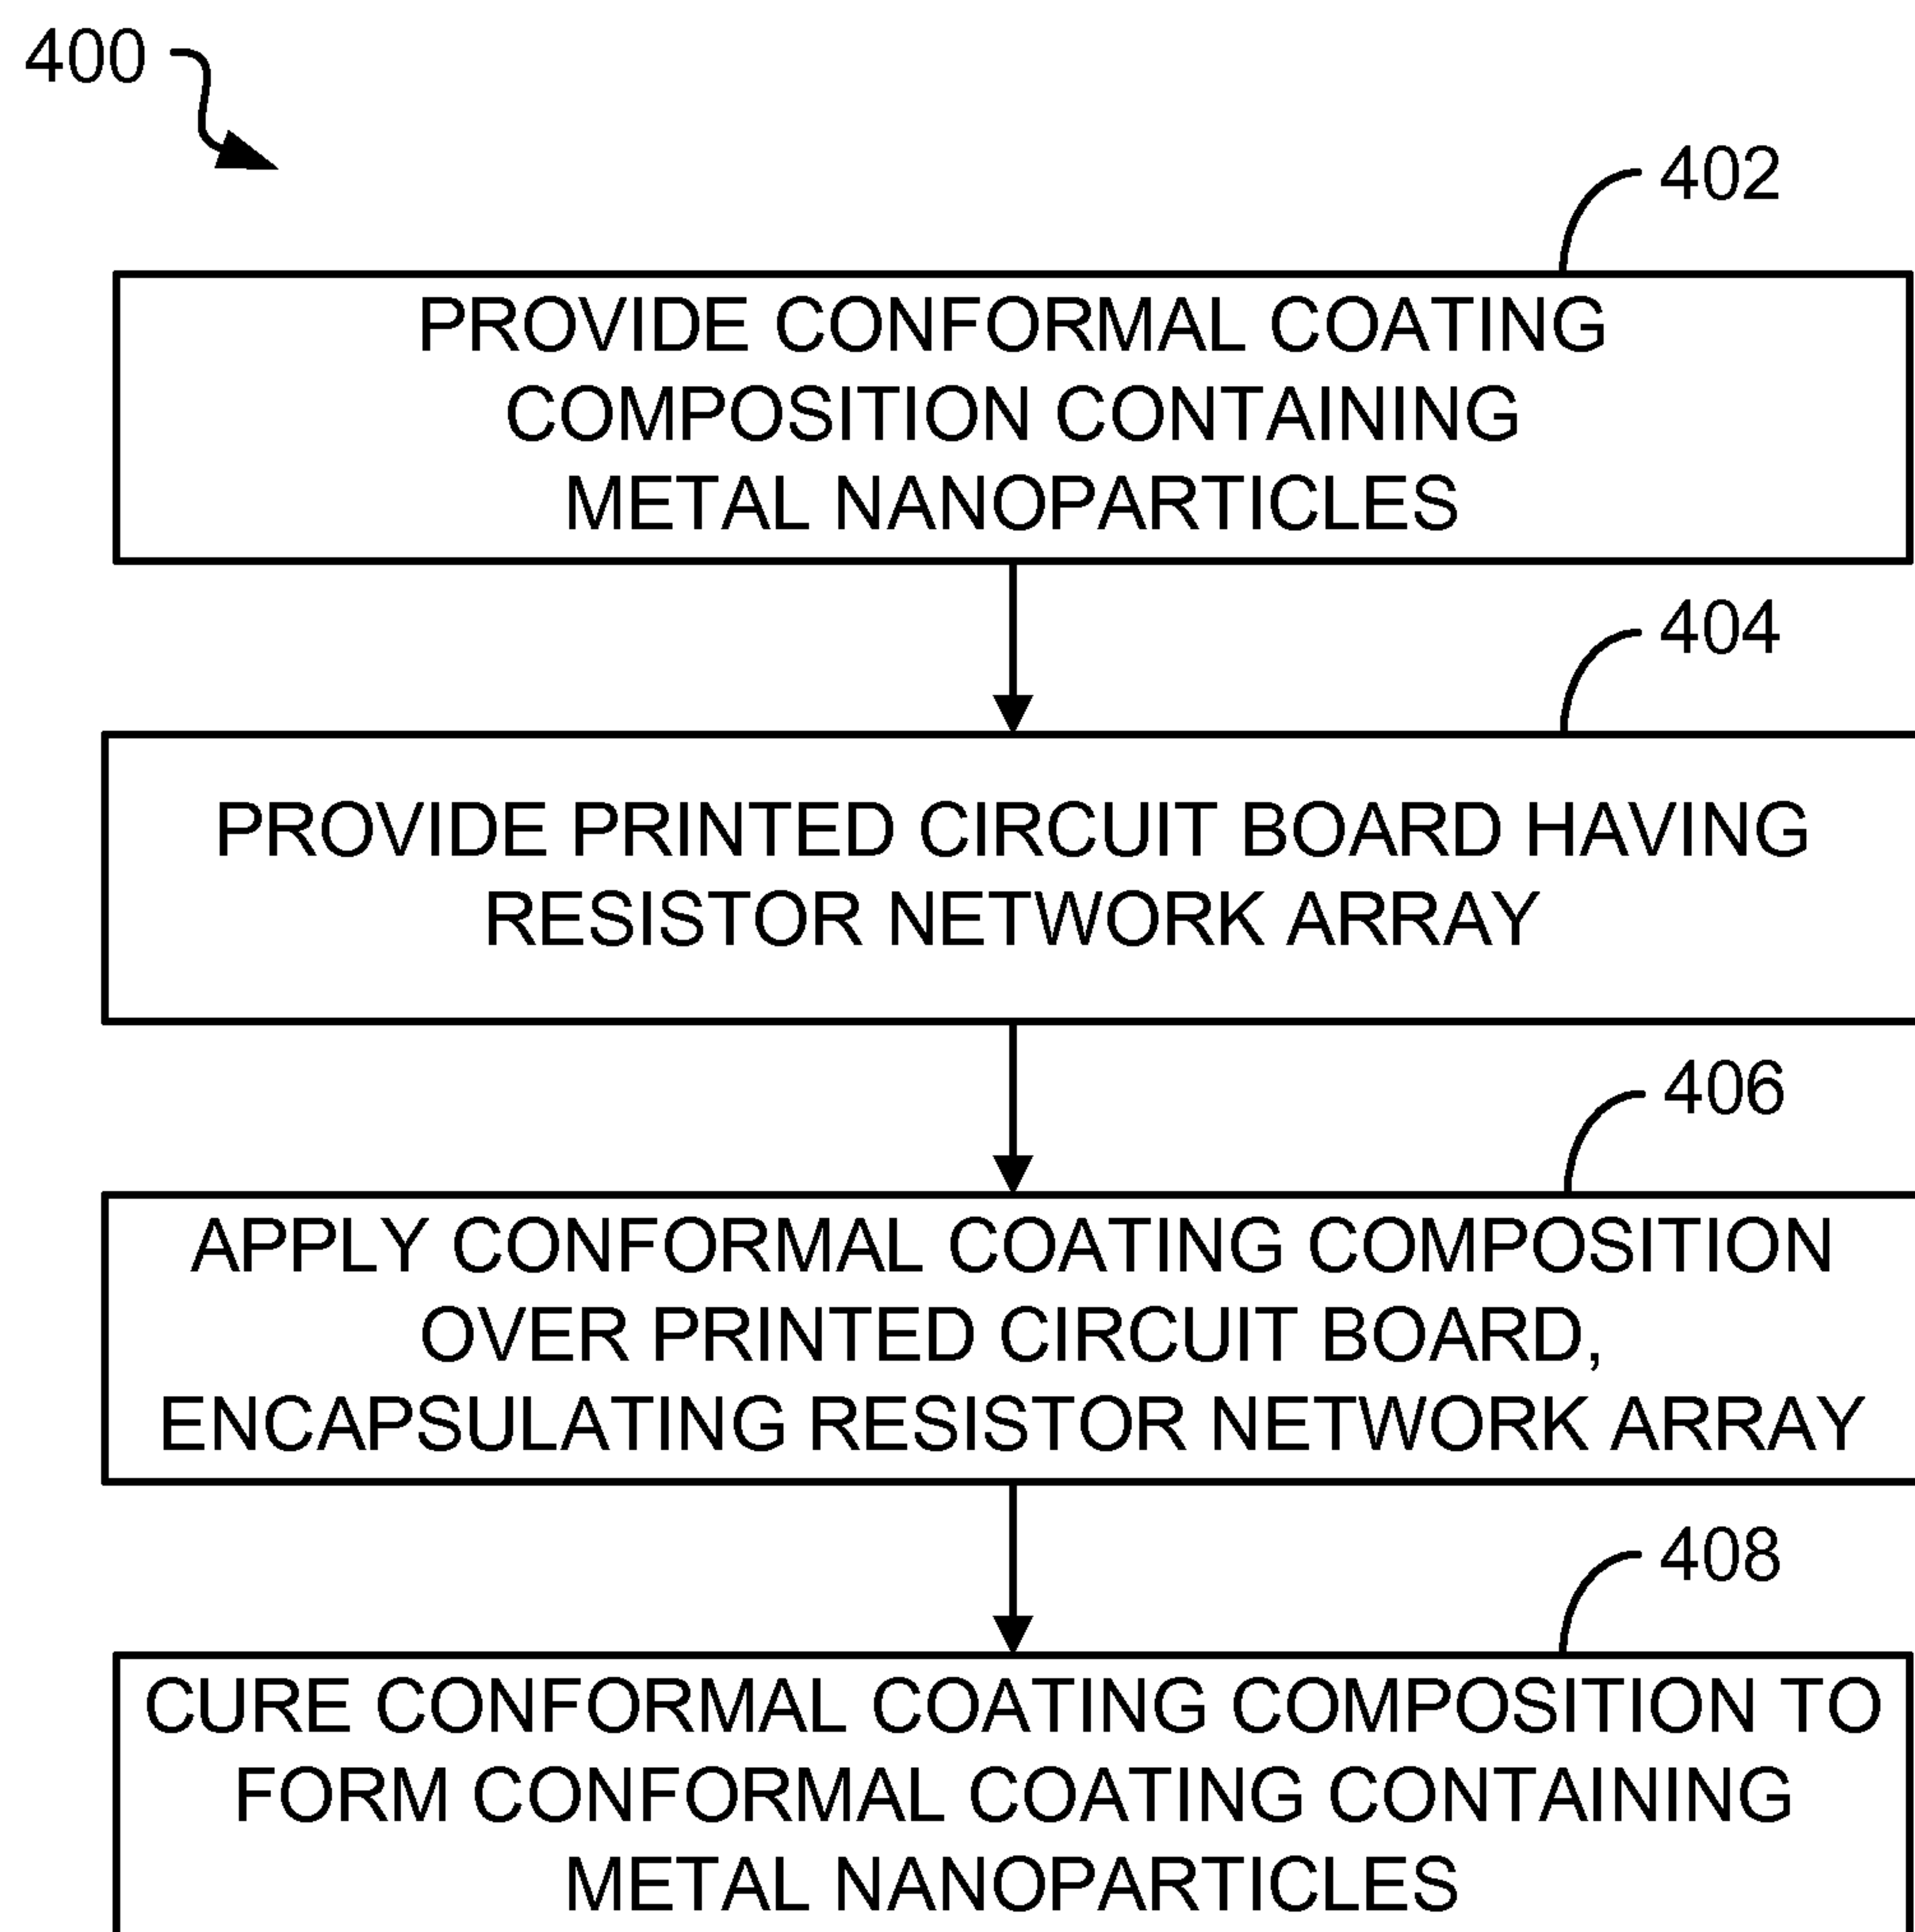 400
402
PROVIDE CONFORMAL COATING
COMPOSITION CONTAINING
METAL NANOPARTICLES
404
PROVIDE PRINTED CIRCUIT BOARD HAVING
RESISTOR NETWORK ARRAY
406
APPLY CONFORMAL COATING COMPOSITION
OVER PRINTED CIRCUIT BOARD,
ENCAPSULATING RESISTOR NETWORK ARRAY
408
CURE CONFORMAL COATING COMPOSITION TO
FORM CONFORMAL COATING CONTAINING
METAL NANOPARTICLES